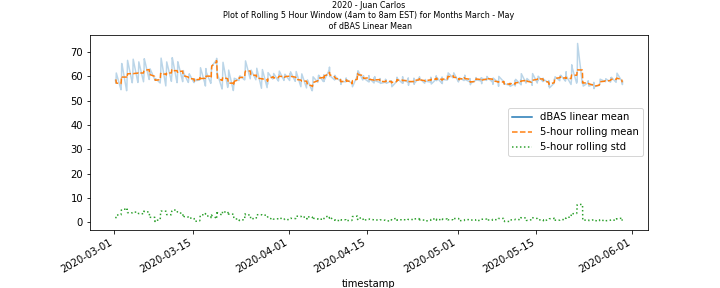 2020 - Juan Carlos
Plot of Rolling 5 Hour Window (4am to 8am EST) for Months March - May
of dBAS Linear Mean
70
60
50
40
30
20
10
0
dBAS linear mean
5-hour rolling mean
5-hour rolling std
2020-03-01
2020-03-15
2020-04-01
2020-04-15
2020-05-01
2020-05-15
2020-06-01
timestamp